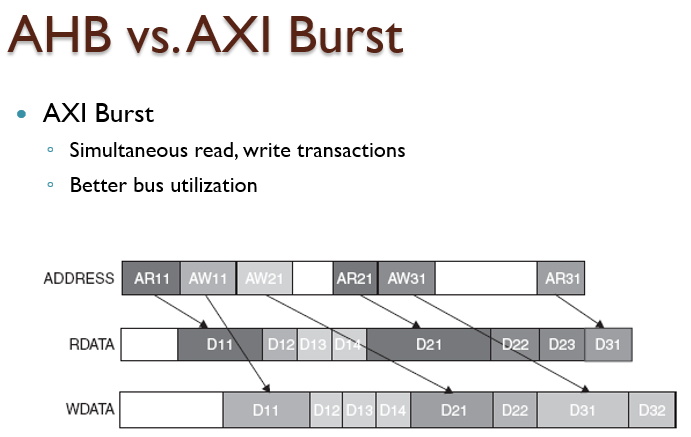 AHB vs. AXI Burst
AXI Burst
Simultaneous read, write transactions
Better bus utilization
ADDRESS AR11 AW11 AW21 AR21 AW31 AR31
RDATA D11 D12 D13 D14 D21 D22 D23 D31
WDATA D11 D12 D13 D14 D21 D22 D31 D32